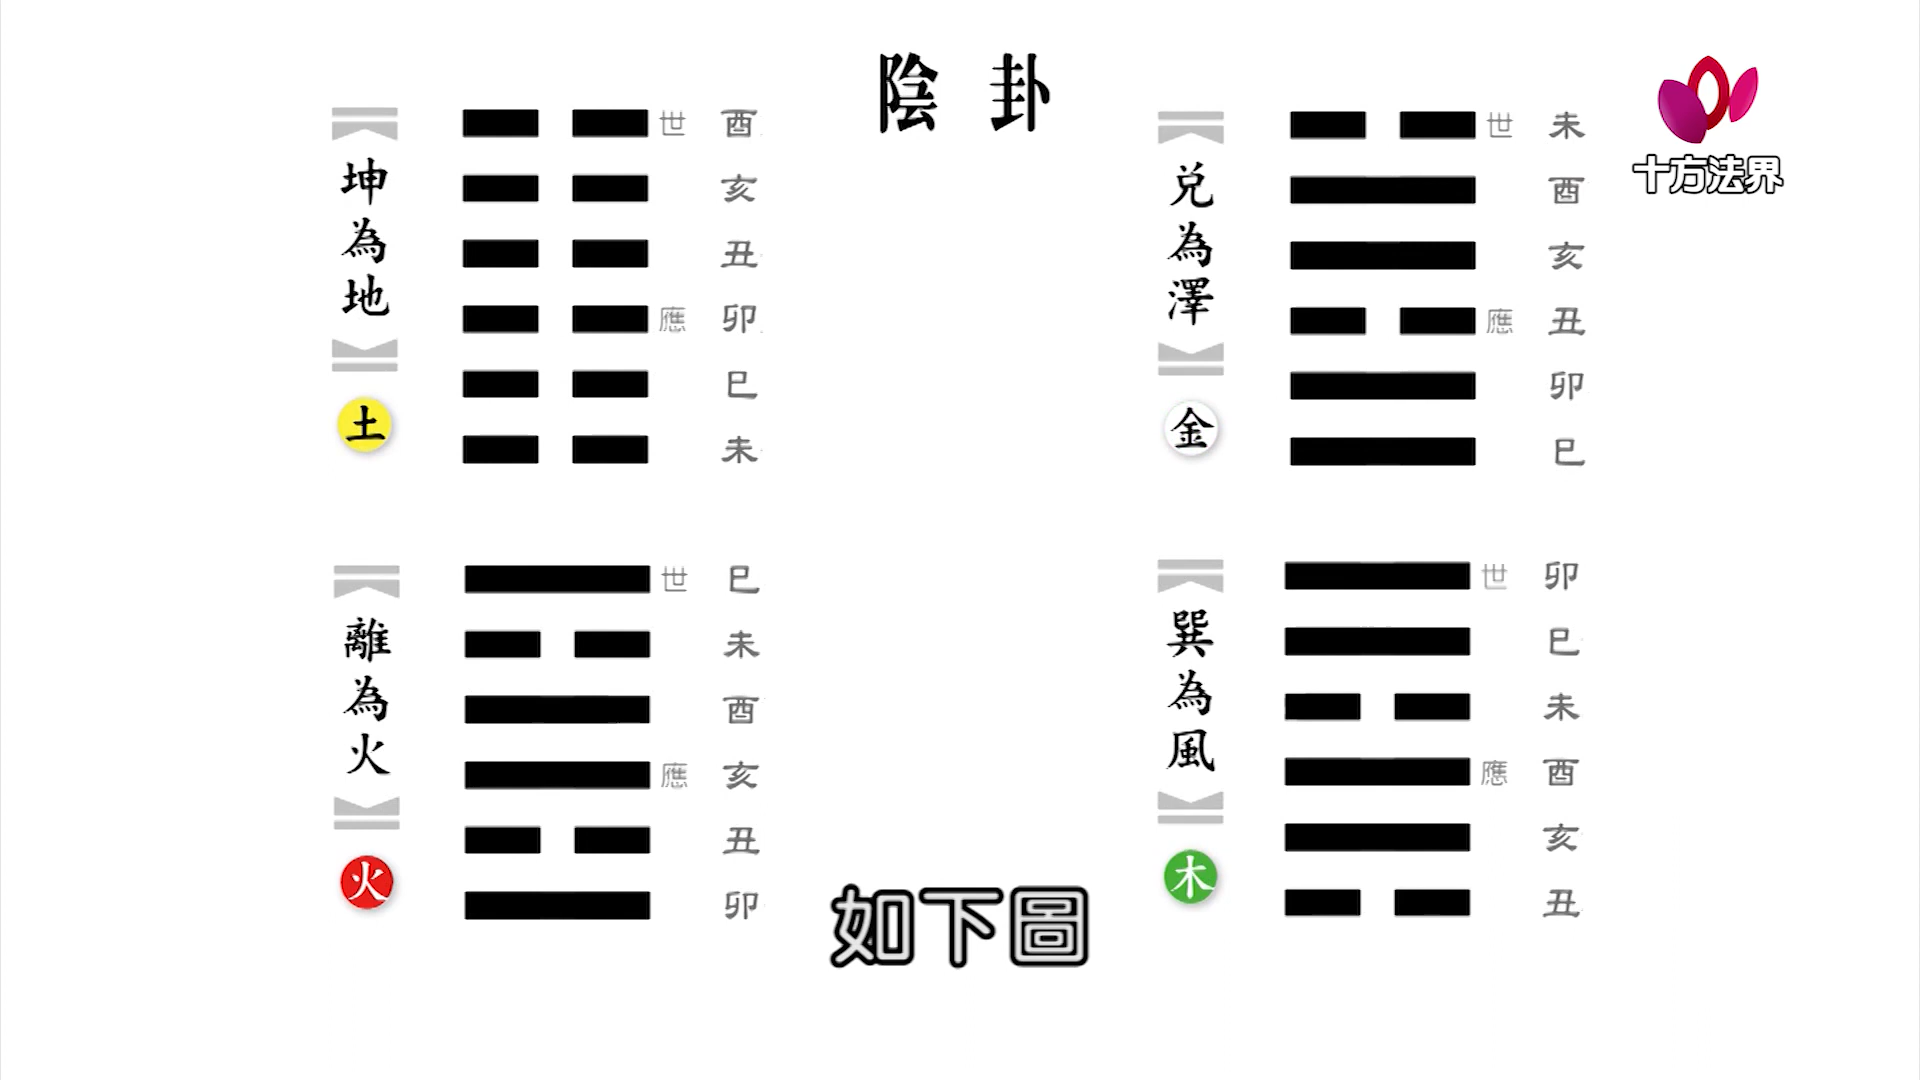 陰卦
十方法界
坤為地
土
世 酉
亥
丑
應 卯
巳
未
兑為澤
金
世 未
酉
亥
應 丑
卯
巳
離為火
火
世 巳
未
酉
應 亥
丑
卯
巽為風
木
世 卯
巳
未
應 酉
亥
丑
如下圖